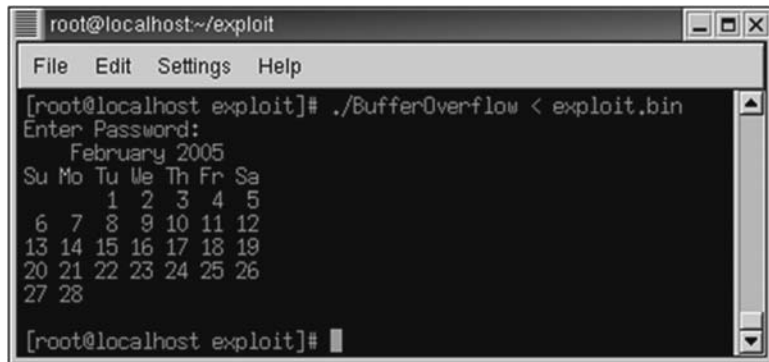 root@localhost:~/exploit
File Edit Settings Help
[root@localhost exploit]# ./BufferOverflow < exploit.bin
Enter Password:
    February 2005
Su Mo Tu We Th Fr Sa
       1  2  3  4  5
 6  7  8  9 10 11 12
13 14 15 16 17 18 19
20 21 22 23 24 25 26
27 28
[root@localhost exploit]#